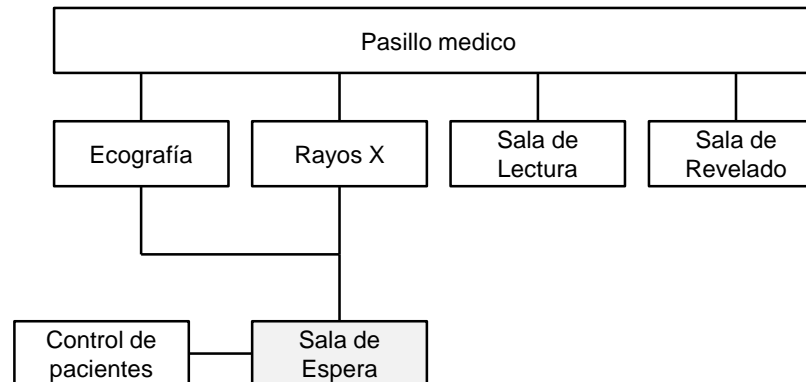 Pasillo medico
Ecografía
Rayos X
Sala de
Lectura
Sala de
Revelado
Control de
pacientes
Sala de
Espera